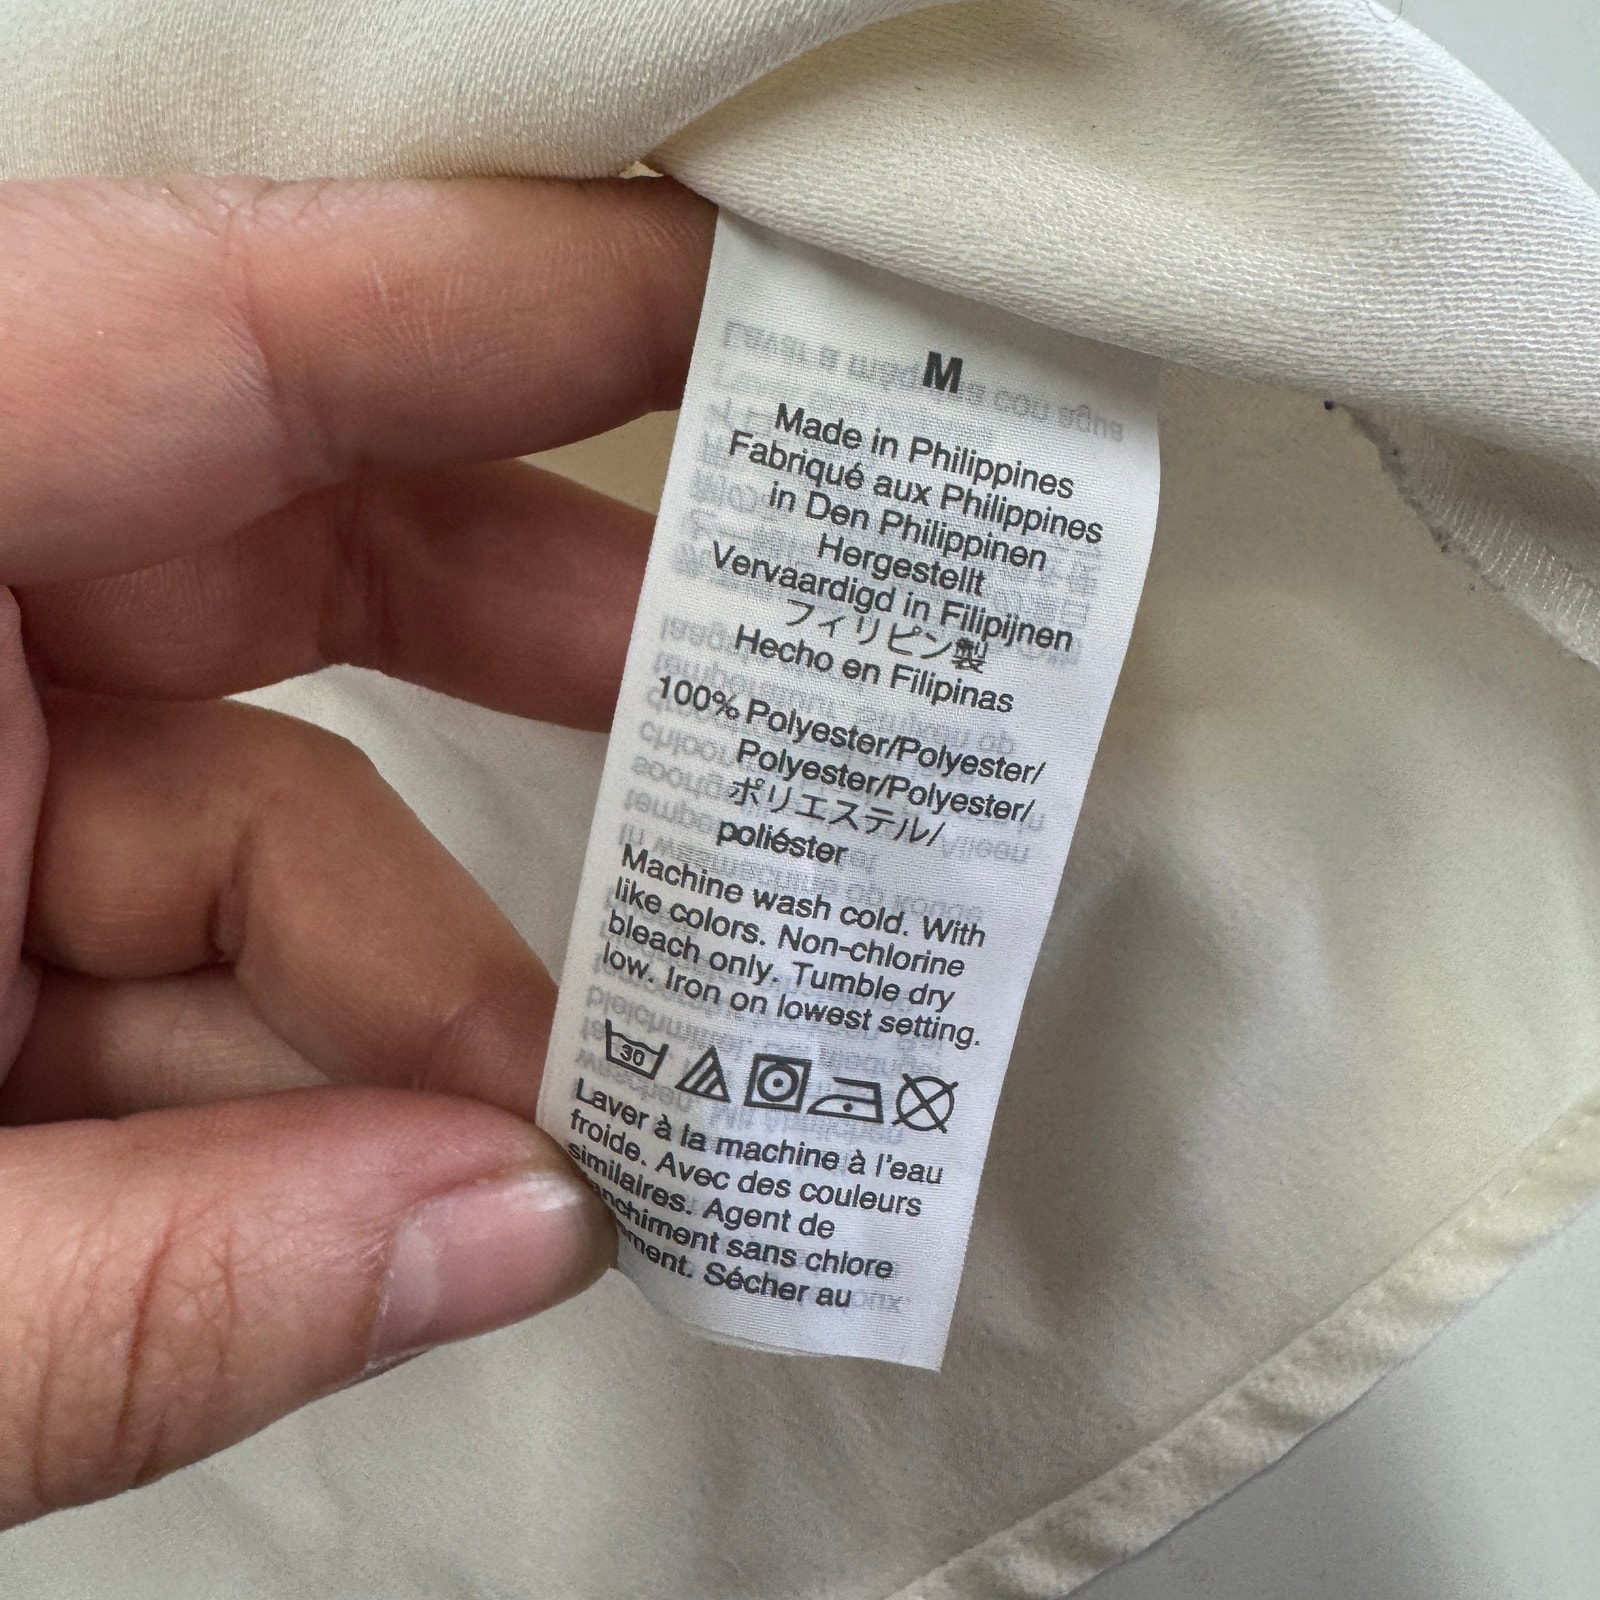 M
Made in Philippines
Fabriqué aux Philippines
in Den Philippinen
Hergestellt
Vervaardigd in Filipijnen
フィリピン製
Hecho en Filipinas
100% Polyester/Polyester/
Polyester/Polyester/
ポリエステル/
poliéster
Machine wash cold. With
like colors. Non-chlorine
bleach only. Tumble dry
low. Iron on lowest setting.
30
Laver à la machine à l'eau
froide. Avec des couleurs
similaires. Agent de
sans chlore
Sécher au